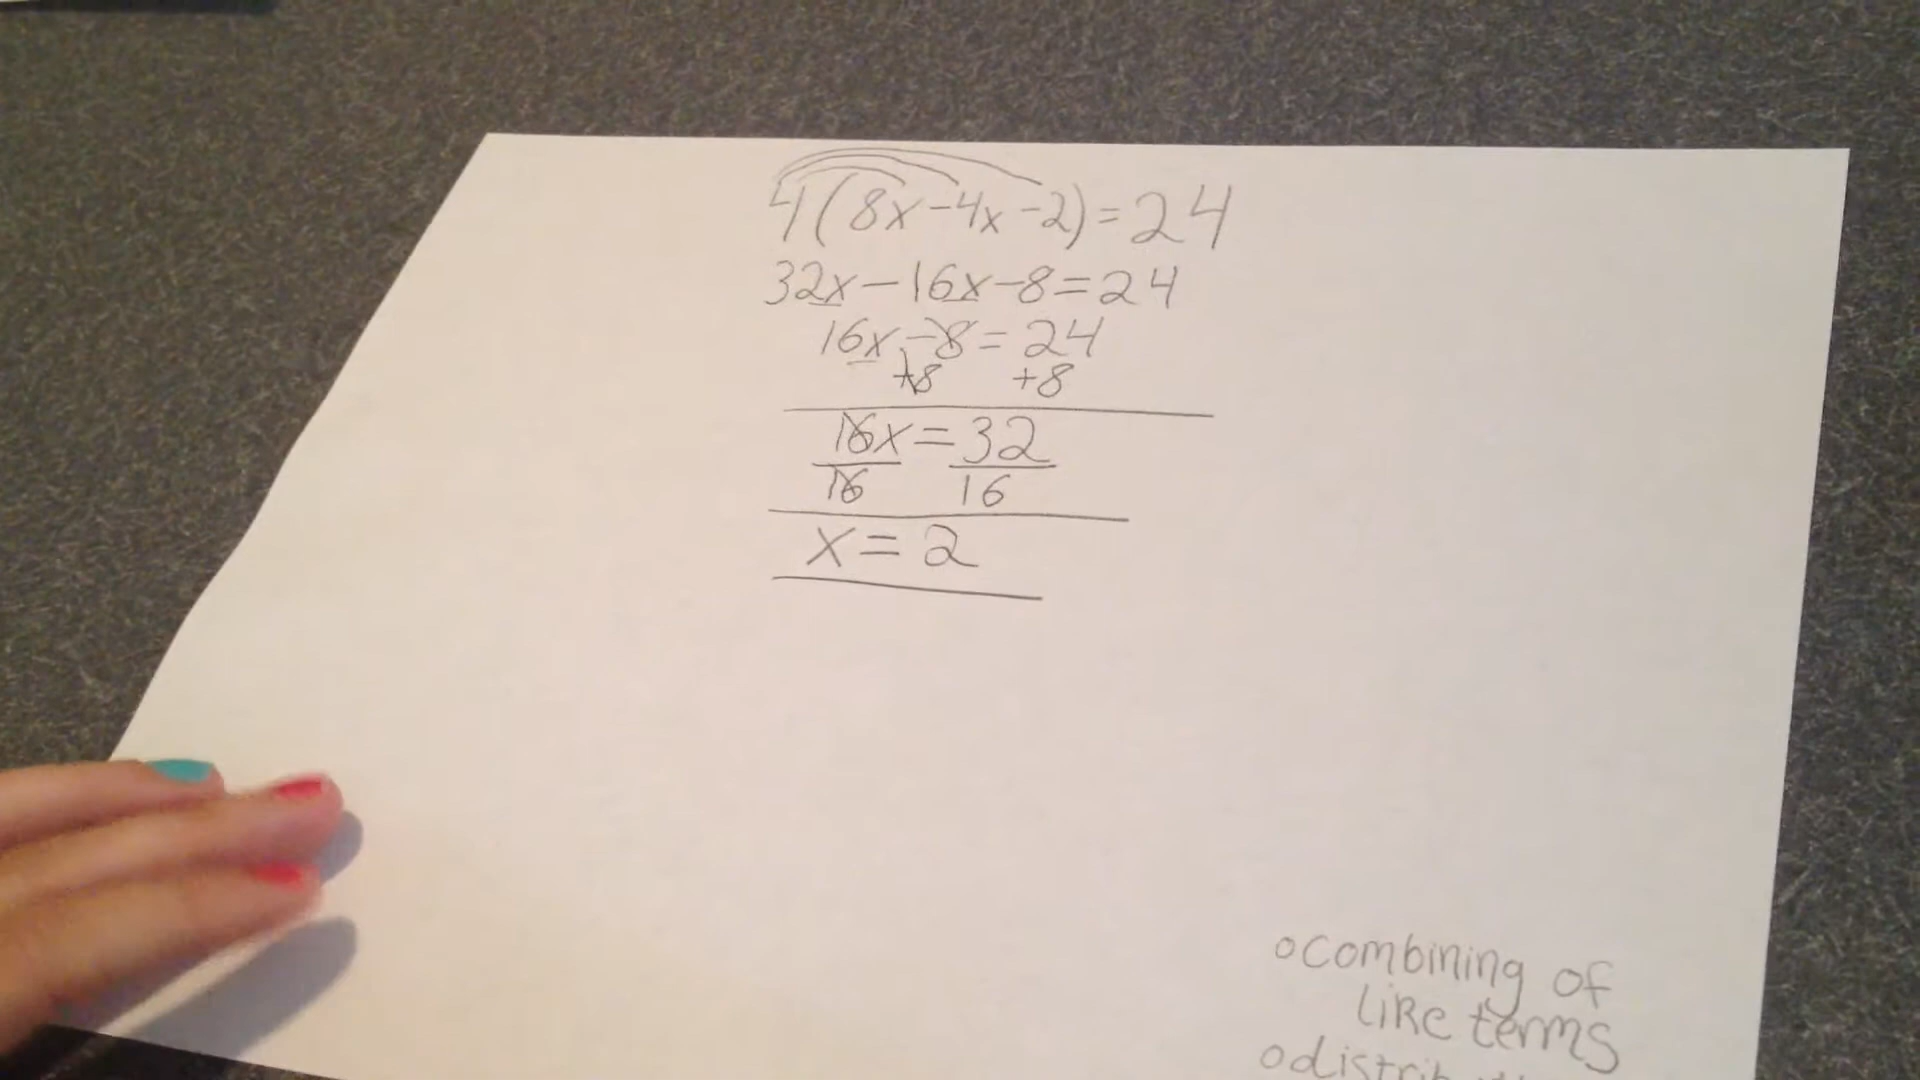 4(8x-4x-2)=24
32x-16x-8=24
16x-8=24
+8 +8
16x=32
16 16
x=2
o combining of
like terms